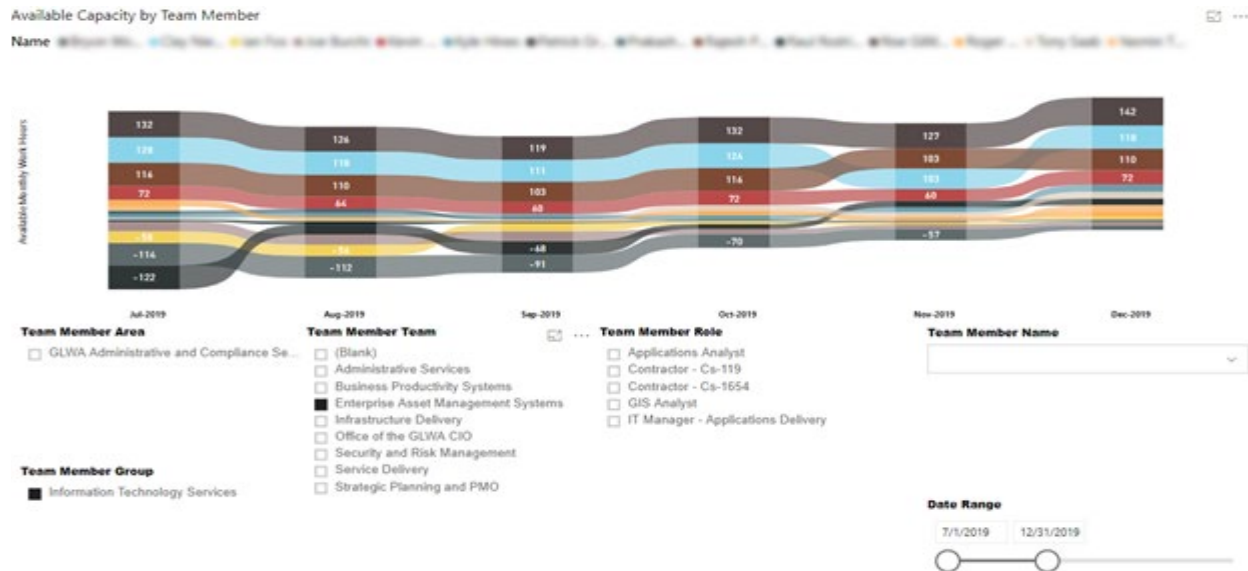 Available Capacity by Team Member
Name
Available Monthly Work Hours
132 126 119 132 127 142
128 118 111 124 103 118
116 110 103 116 103 110
72 64 60 72 60 72
-116 -112 -68 -70 -57
-122 -91
Jul-2019 Aug-2019 Sep-2019 Oct-2019 Nov-2019 Dec-2019
Team Member Area
GLWA Administrative and Compliance Se...
Team Member Group
Information Technology Services
Team Member Team
(Blank)
Administrative Services
Business Productivity Systems
Enterprise Asset Management Systems
Infrastructure Delivery
Office of the GLWA CIO
Security and Risk Management
Service Delivery
Strategic Planning and PMO
Team Member Role
Applications Analyst
Contractor - Cs-119
Contractor - Cs-1654
GIS Analyst
IT Manager - Applications Delivery
Team Member Name
Date Range
7/1/2019 12/31/2019